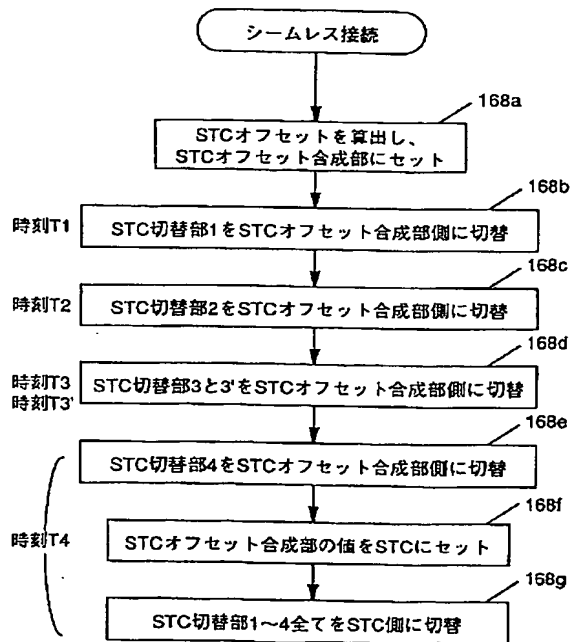 シームレス接続
168a
STCオフセットを算出し、
STCオフセット合成部にセット
168b
時刻T1
STC切替部1をSTCオフセット合成部側に切替
168c
時刻T2
STC切替部2をSTCオフセット合成部側に切替
168d
時刻T3
時刻T3'
STC切替部3と3'をSTCオフセット合成部側に切替
168e
STC切替部4をSTCオフセット合成部側に切替
168f
時刻T4
STCオフセット合成部の値をSTCにセット
168g
STC切替部1〜4全てをSTC側に切替